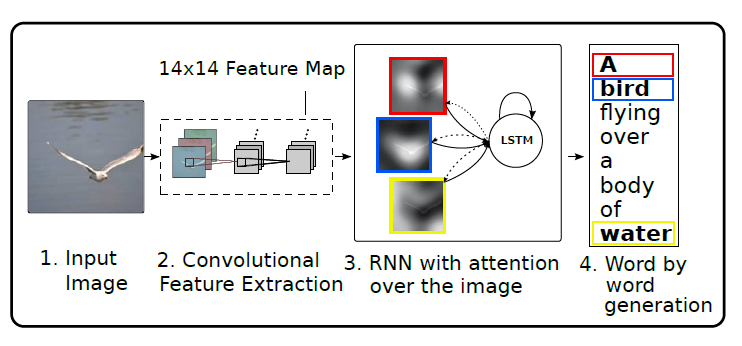 14x14 Feature Map
LSTM
A
bird
flying
over
a
body
of
water
1. Input
Image
2. Convolutional
Feature Extraction
3. RNN with attention
over the image
4. Word by
word
generation